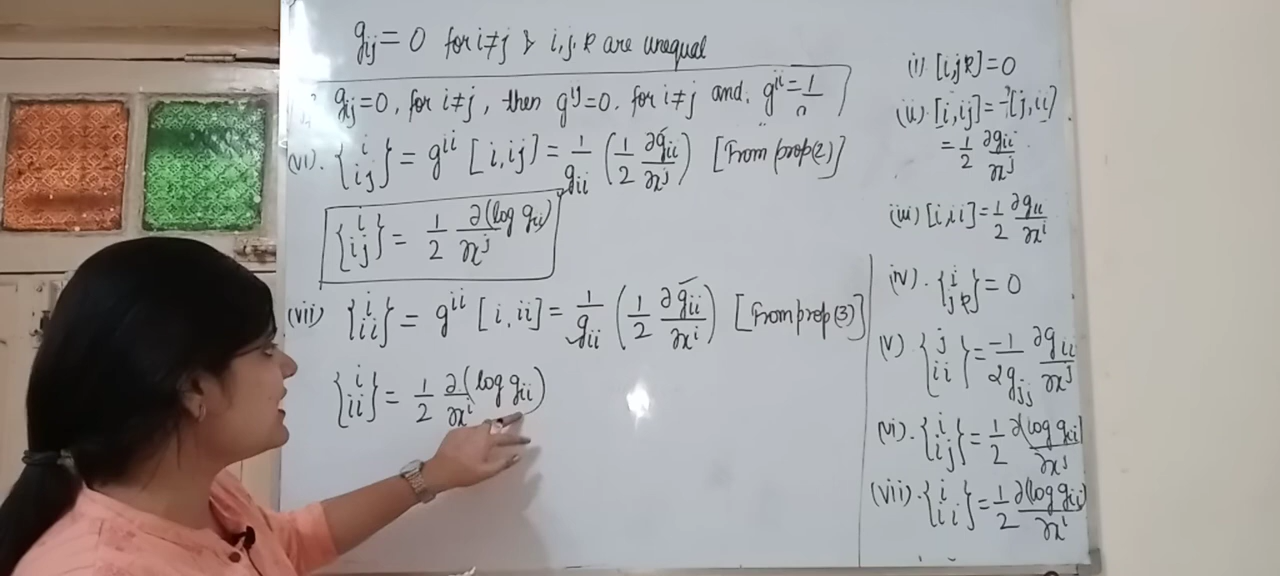 g_ij = 0 for i≠j & i, j, k are unequal
g_ij = 0, for i≠j, then g^ij = 0, for i≠j and, g^ii = 1/
(vi). {i ij} = g^ii [i, ij] = 1/g_ii (1/2 ∂g_ii/∂x^j) [From prop(2)]
{i ij} = 1/2 ∂(log g_ii)/∂x^j
(vii) {i ii} = g^ii [i, ii] = 1/g_ii (1/2 ∂g_ii/∂x^i) [From prop(3)]
{i ii} = 1/2 ∂/∂x^i (log g_ii)
(i). [i, jk] = 0
(ii). [i, ij] = -[j, ii]
= 1/2 ∂g_ii/∂x^j
(iii) [i, ii] = 1/2 ∂g_ii/∂x^i
(iv). {i jk} = 0
(v). {j ii} = -1/2g_jj ∂g_ii/∂x^j
(vi). {i ij} = 1/2 ∂(log g_ii)/∂x^j
(vii). {i ii} = 1/2 ∂(log g_ii)/∂x^i